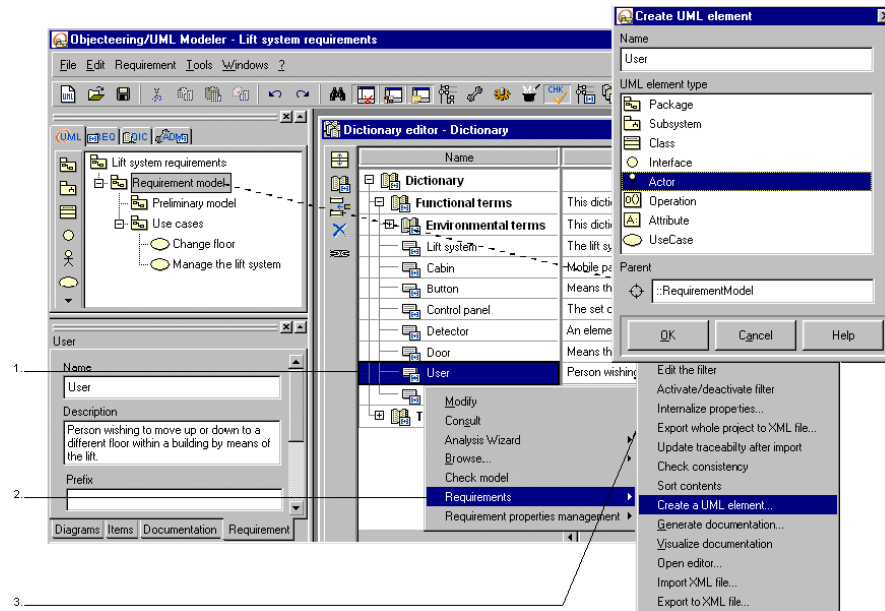 Objecteering/UML Modeler - Lift system requirements
File Edit Requirement Tools Windows ?
CHK
UML REQ DIC ADM
Lift system requirements
Requirement model
Preliminary model
Use cases
Change floor
Manage the lift system
User
Name
User
Description
Person wishing to move up or down to a
different floor within a building by means of
the lift.
Prefix
Diagrams Items Documentation Requirement
1.
2.
3.
Dictionary editor - Dictionary
Name
Dictionary
Functional terms This dictio
Environmental terms This dictio
Lift system The lift sy
Cabin Mobile pa
Button Means th
Control panel The set o
Detector An eleme
Door Means th
User Person wishing
T
Modify
Consult
Analysis Wizard
Browse...
Check model
Requirements
Requirement properties management
Create UML element
Name
User
UML element type
Package
Subsystem
Class
Interface
Actor
Operation
Attribute
UseCase
Parent
::RequirementModel
OK Cancel Help
Edit the filter
Activate/deactivate filter
Internalize properties...
Export whole project to XML file...
Update traceabilty after import
Check consistency
Sort contents
Create a UML element...
Generate documentation...
Visualize documentation
Open editor...
Import XML file...
Export to XML file...